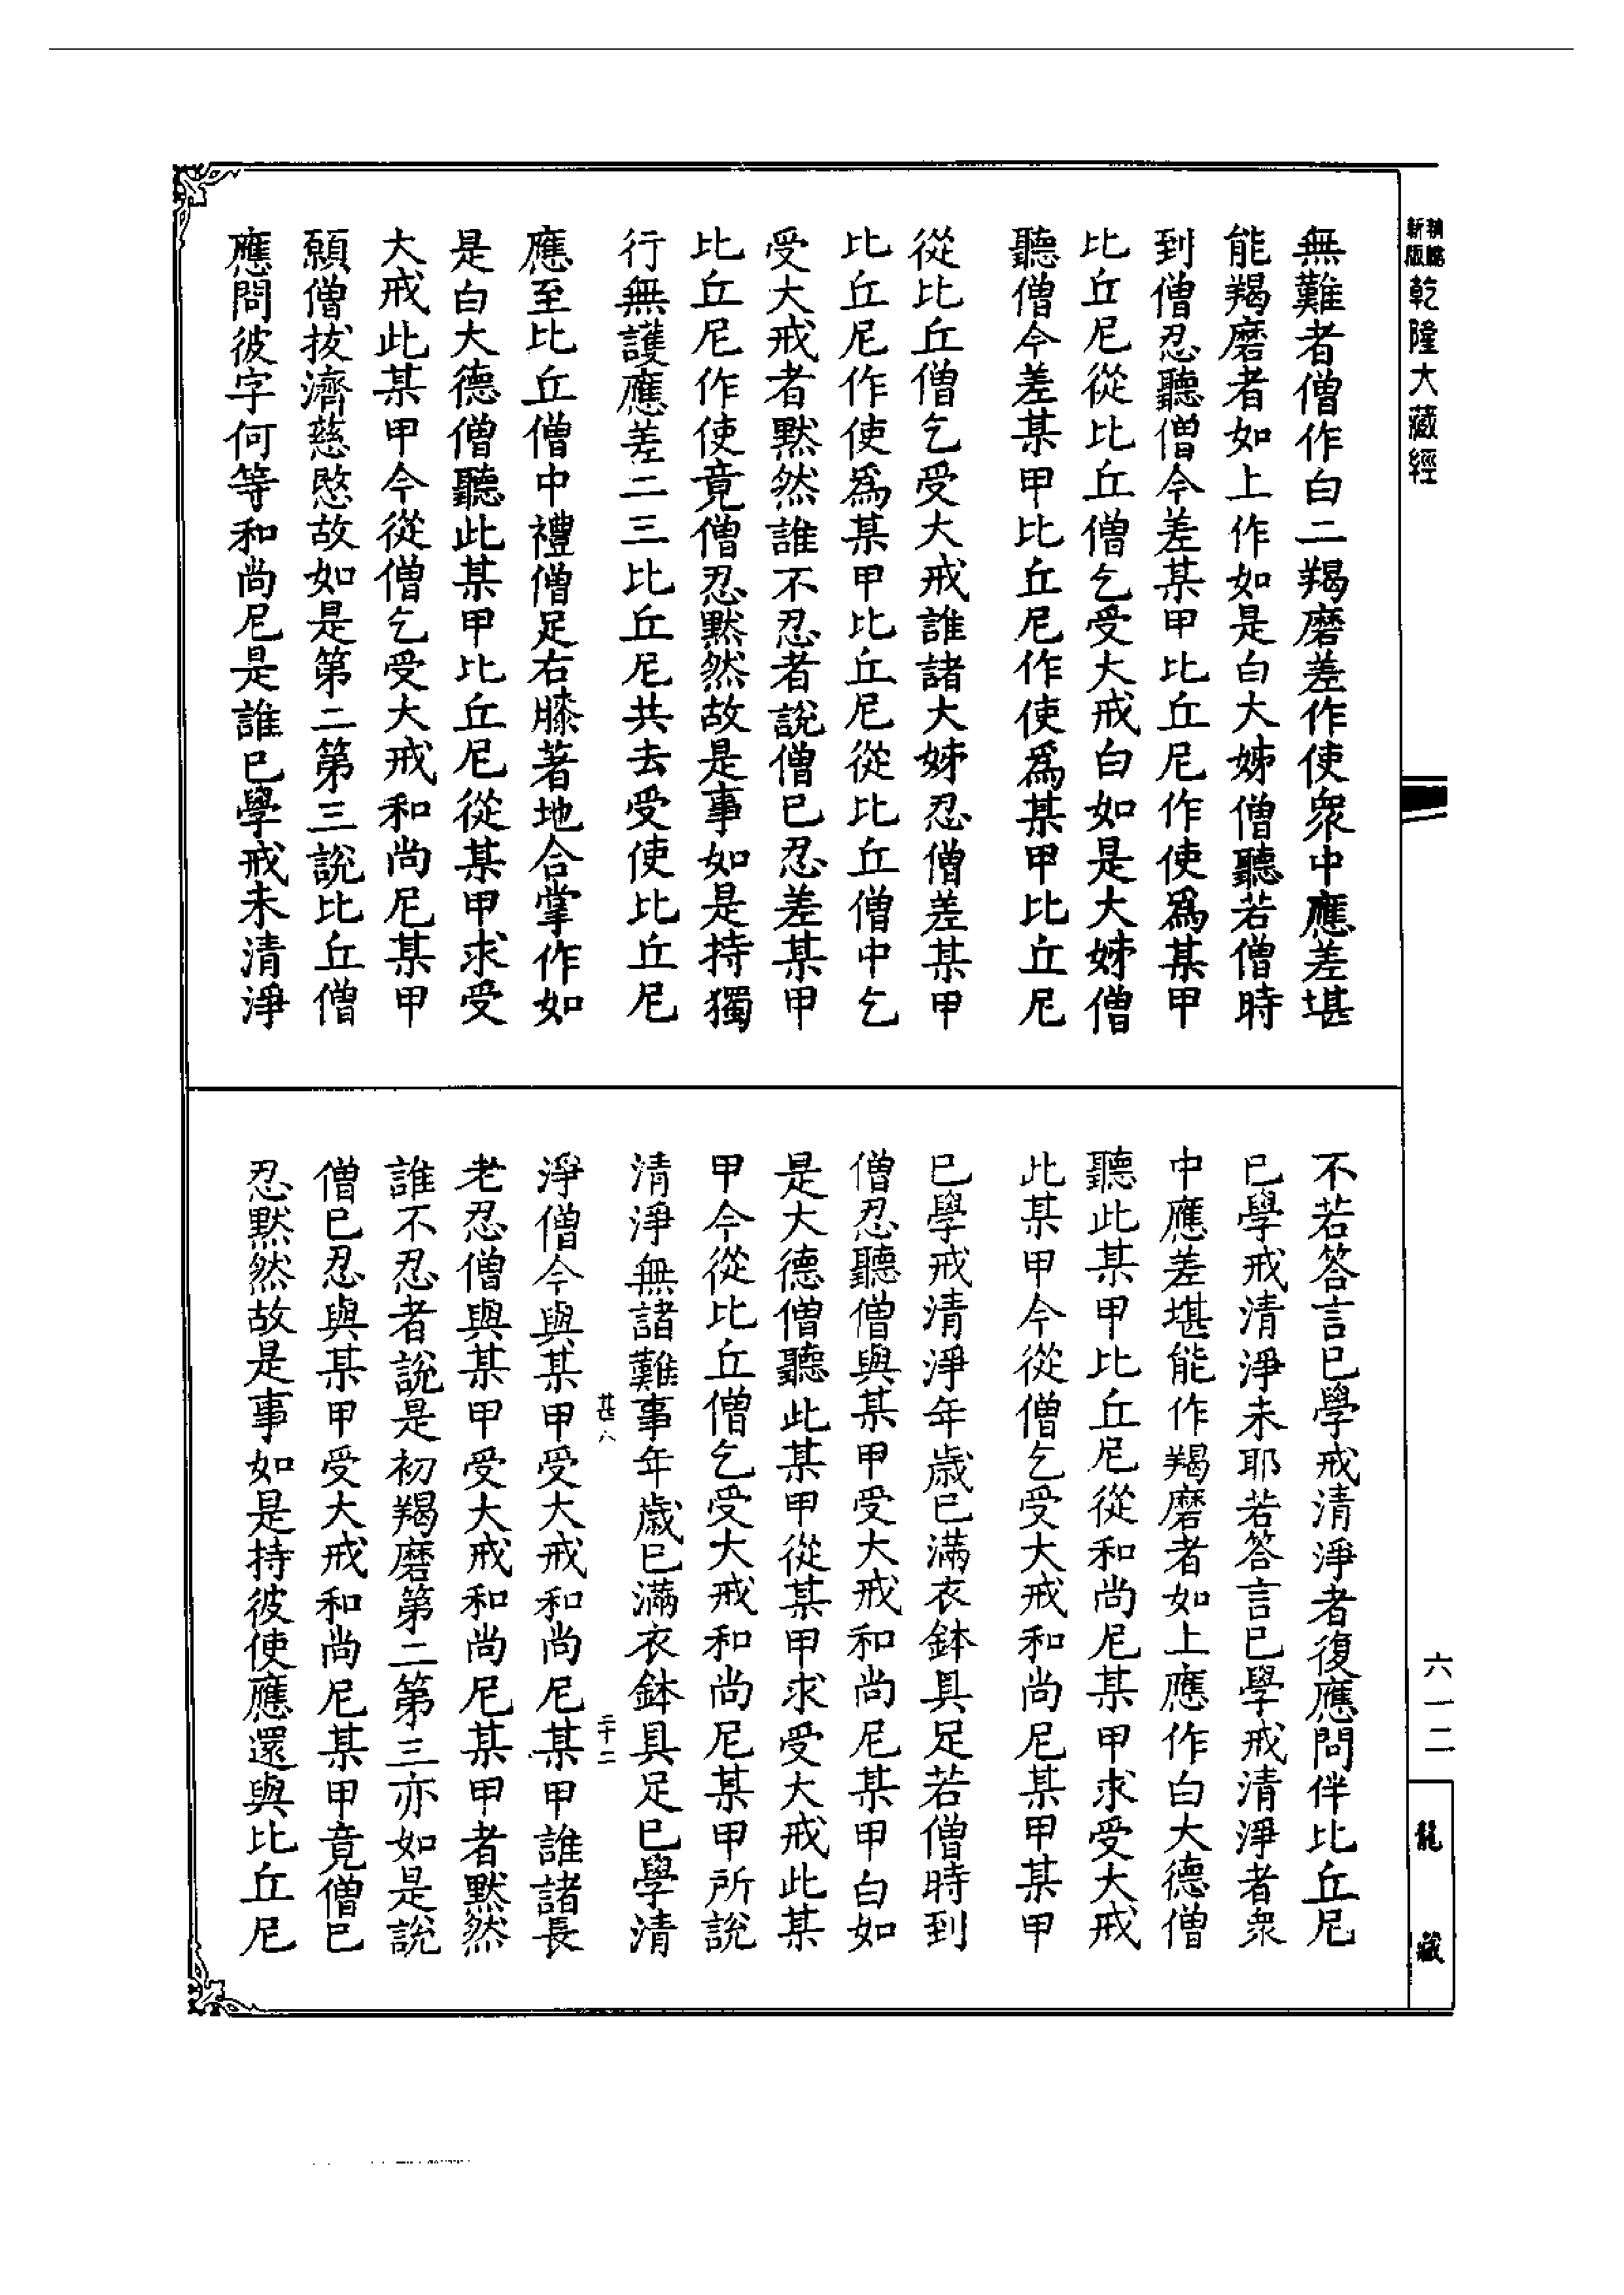 新版
乾隆大藏經
無難者僧作白二羯磨差作使衆中應差堪
能羯磨者如上作如是白大姊僧聽若僧時
到僧忍聽僧今差某甲比丘尼作使爲某甲
比丘尼從比丘僧乞受大戒白如是大姊僧
聽僧今差某甲比丘尼作使爲某甲比丘尼
從比丘僧乞受大戒誰諸大姊忍僧差某甲
比丘尼作使爲某甲比丘尼從比丘僧中乞
受大戒者默然誰不忍者說僧已忍差某甲
比丘尼作使竟僧忍默然故是事如是持獨
行無護應差二三比丘尼共去受使比丘尼
應至比丘僧中禮僧足右膝著地合掌作如
是白大德僧聽此某甲比丘尼從某甲求受
大戒此某甲今從僧乞受大戒和尚尼某甲
願僧拔濟慈愍故如是第二第三說比丘僧
應問彼字何等和尚尼是誰已學戒未清淨
不若答言已學戒清淨者復應問伴比丘尼
已學戒清淨未耶若答言已學戒清淨者衆
中應差堪能作羯磨者如上應作白大德僧
聽此某甲比丘尼從和尚尼某甲求受大戒
此某甲今從僧乞受大戒和尚尼某甲某甲
已學戒清淨年歲已滿衣鉢具足若僧時到
僧忍聽僧與某甲受大戒和尚尼某甲白如
是大德僧聽此某甲從某甲求受大戒此某
甲今從比丘僧乞受大戒和尚尼某甲所說
清淨無諸難事年歲已滿衣鉢具足已學清
甚八
二十二
淨僧今與某甲受大戒和尚尼某甲誰諸長
老忍僧與某甲受大戒和尚尼某甲者默然
誰不忍者說是初羯磨第二第三亦如是說
僧已忍與某甲受大戒和尚尼某甲竟僧已
忍默然故是事如是持彼使應還與比丘尼
六一二
龍藏